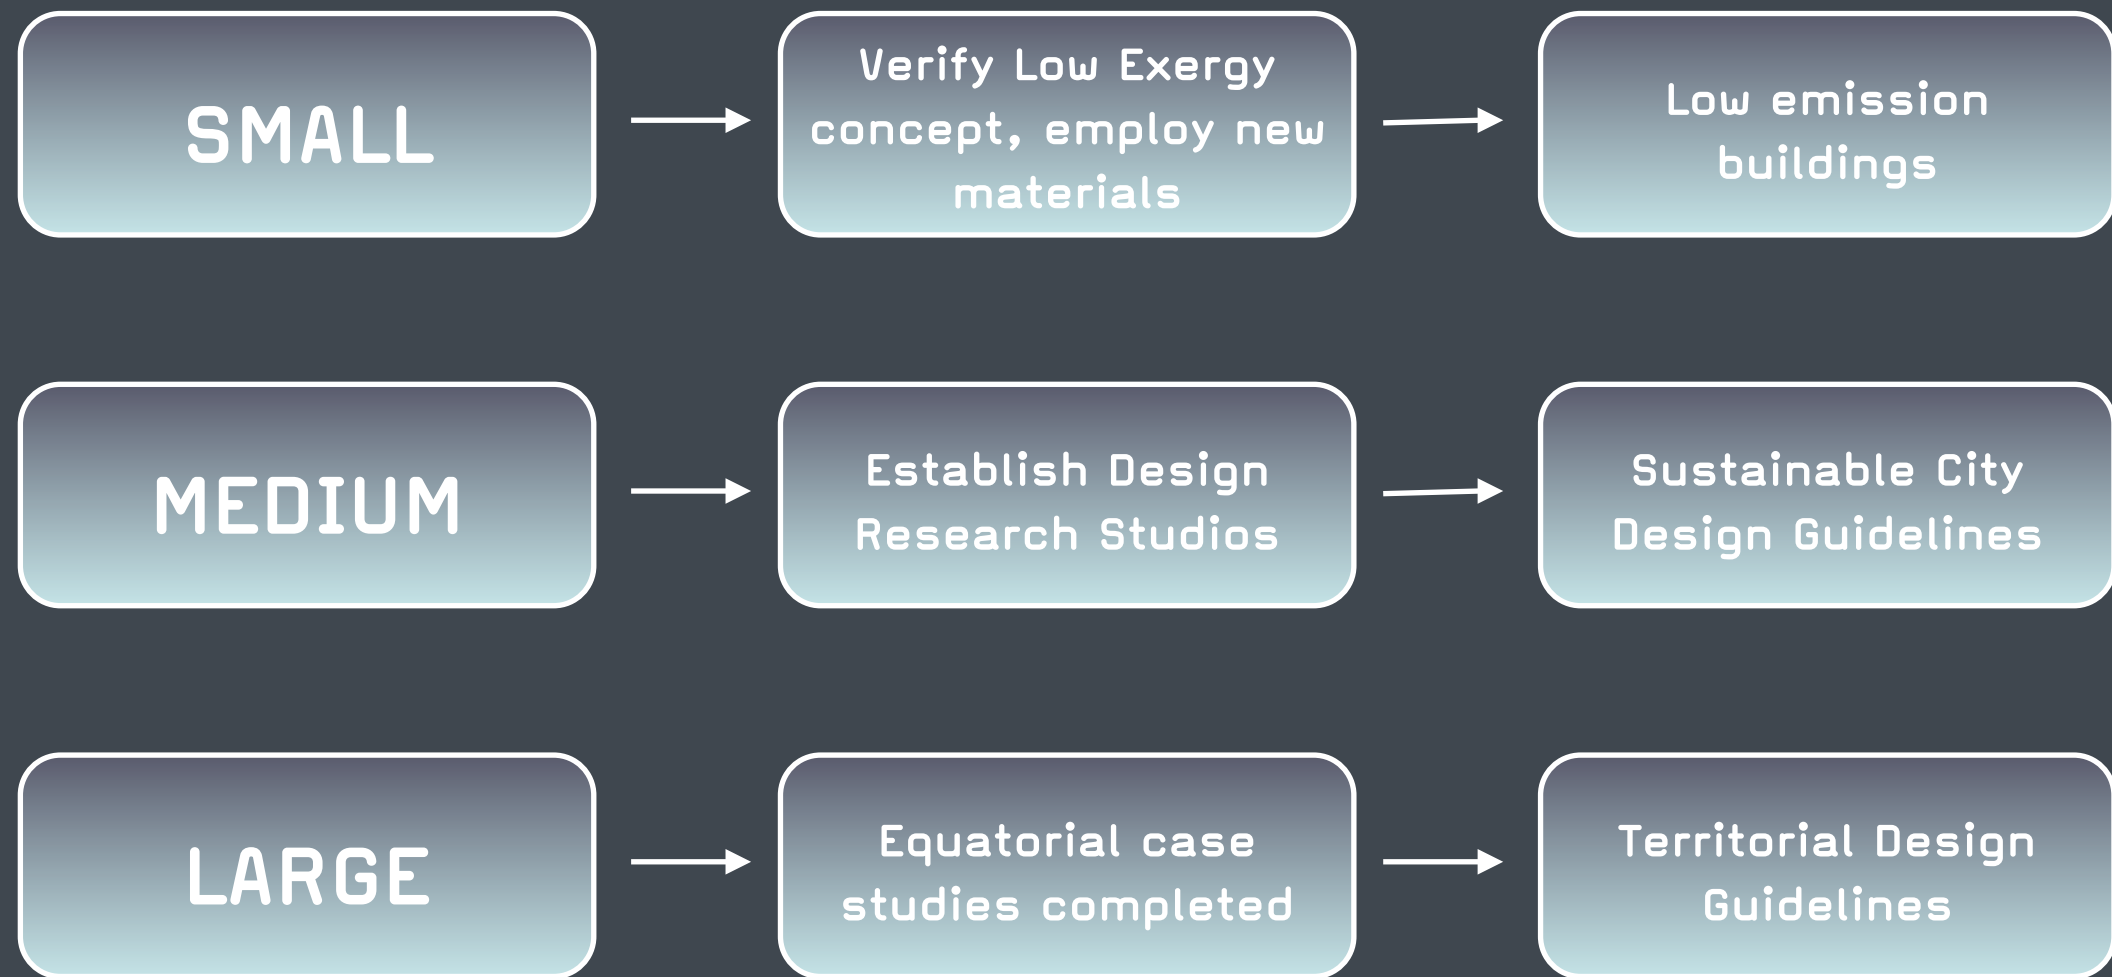 SMALL
Verify Low Exergy
concept, employ new
materials
Low emission
buildings
MEDIUM
Establish Design
Research Studios
Sustainable City
Design Guidelines
LARGE
Equatorial case
studies completed
Territorial Design
Guidelines